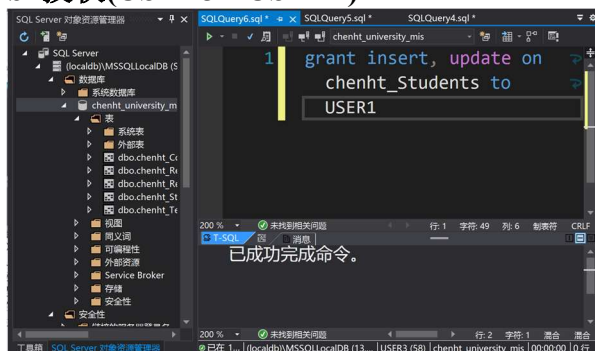 SQL Server 对象资源管理器
SQLQuery6.sql *
SQLQuery5.sql *
SQLQuery4.sql *
chenht_university_mis
SQL Server
(localdb)\MSSQLLocalDB (S
数据库
系统数据库
chenht_university_m
表
系统表
外部表
dbo.chenht_Co
dbo.chenht_Re
dbo.chenht_Re
dbo.chenht_St
dbo.chenht_Te
视图
同义词
可编程性
外部资源
Service Broker
存储
安全性
安全性
1 grant insert, update on
chenht_Students to
USER1
200 %
未找到相关问题
行: 1 字符: 49 列: 6 制表符 CRLF
T-SQL
消息
已成功完成命令。
200 %
未找到相关问题
行: 2 字符: 1 混合 混合
工具箱 SQL Server 对象资源管理器
已在 1... (localdb)\MSSQLLocalDB (13... USER3 (58) chenht_university_mis 00:00:00 0 行